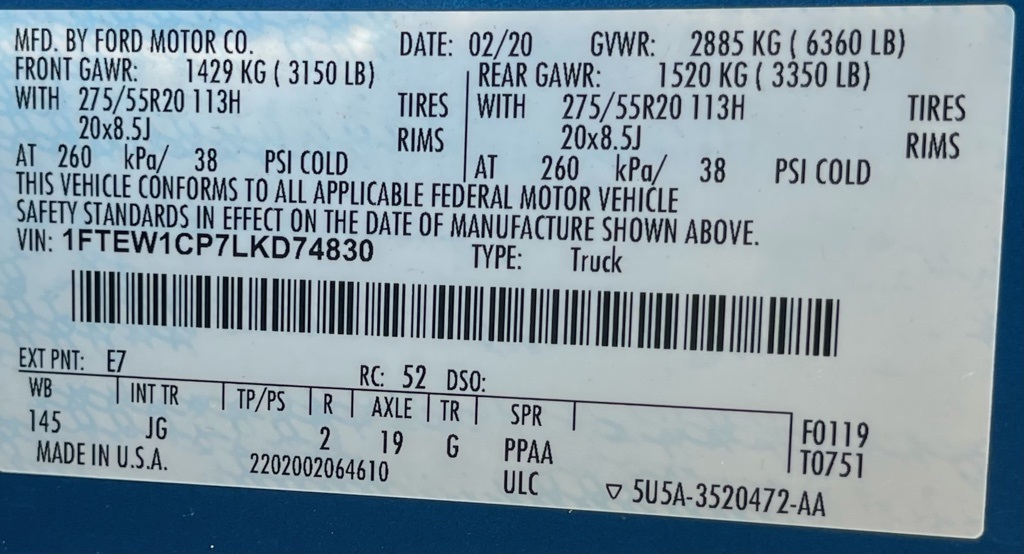 MFD. BY FORD MOTOR CO. DATE: 02/20 GVWR: 2885 KG ( 6360 LB)
FRONT GAWR: 1429 KG ( 3150 LB) REAR GAWR: 1520 KG ( 3350 LB)
WITH 275/55R20 113H TIRES WITH 275/55R20 113H TIRES
20x8.5J RIMS 20x8.5J RIMS
AT 260 kPa/ 38 PSI COLD AT 260 kPa/ 38 PSI COLD
THIS VEHICLE CONFORMS TO ALL APPLICABLE FEDERAL MOTOR VEHICLE
SAFETY STANDARDS IN EFFECT ON THE DATE OF MANUFACTURE SHOWN ABOVE.
VIN: 1FTEW1CP7LKD74830 TYPE: Truck
EXT PNT: E7 RC: 52 DSO:
WB INT TR TP/PS R AXLE TR SPR
145 JG 2 19 G PPAA F0119
MADE IN U.S.A. 2202002064610 ULC T0751
▽ 5U5A-3520472-AA